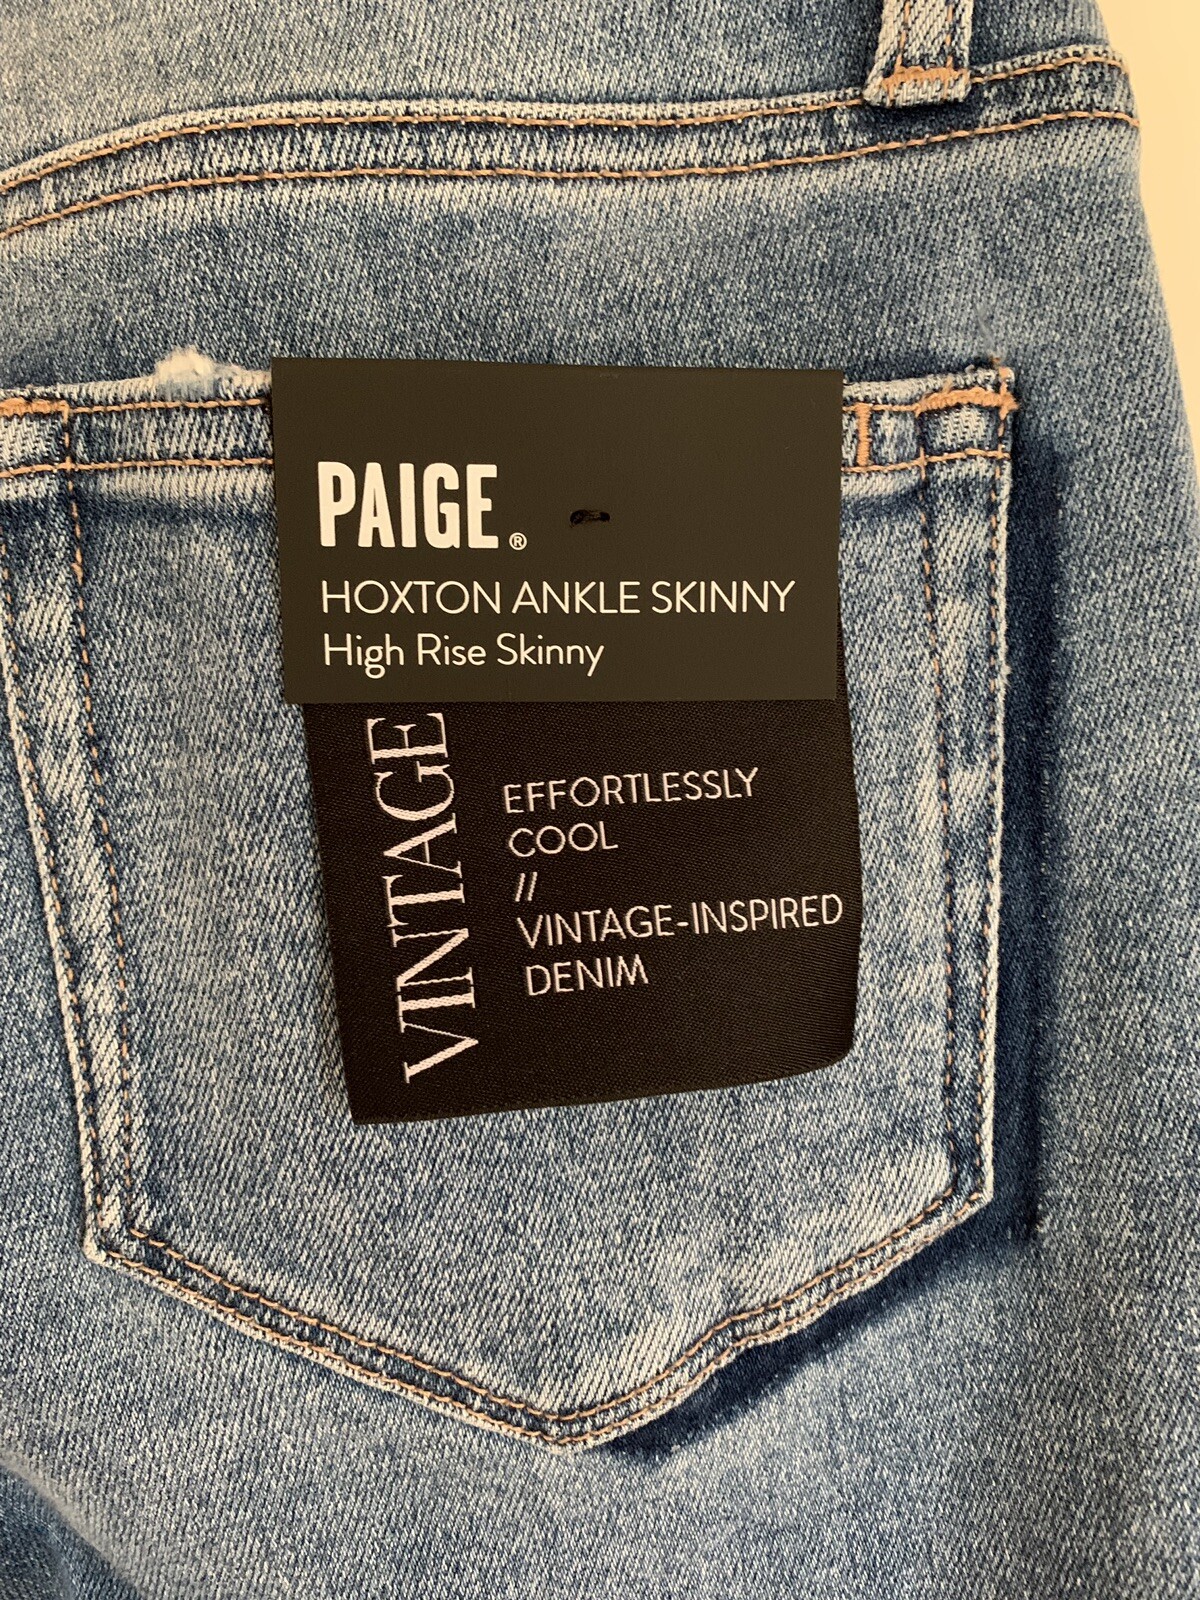 PAIGE®
HOXTON ANKLE SKINNY
High Rise Skinny
VINTAGE
EFFORTLESSLY
COOL
//
VINTAGE-INSPIRED
DENIM